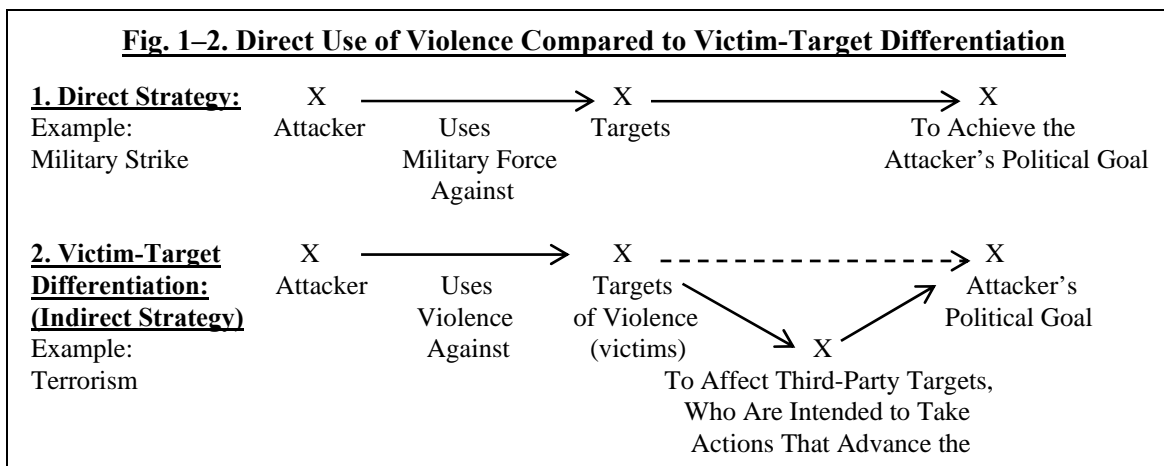 Fig. 1–2. Direct Use of Violence Compared to Victim-Target Differentiation
1. Direct Strategy: X X X
Example: Attacker Uses Targets To Achieve the
Military Strike Military Force Attacker’s Political Goal
Against
2. Victim-Target X X X
Differentiation: Attacker Uses Targets Attacker’s
(Indirect Strategy) Violence of Violence Political Goal
Example: Against (victims) X
Terrorism To Affect Third-Party Targets,
Who Are Intended to Take
Actions That Advance the